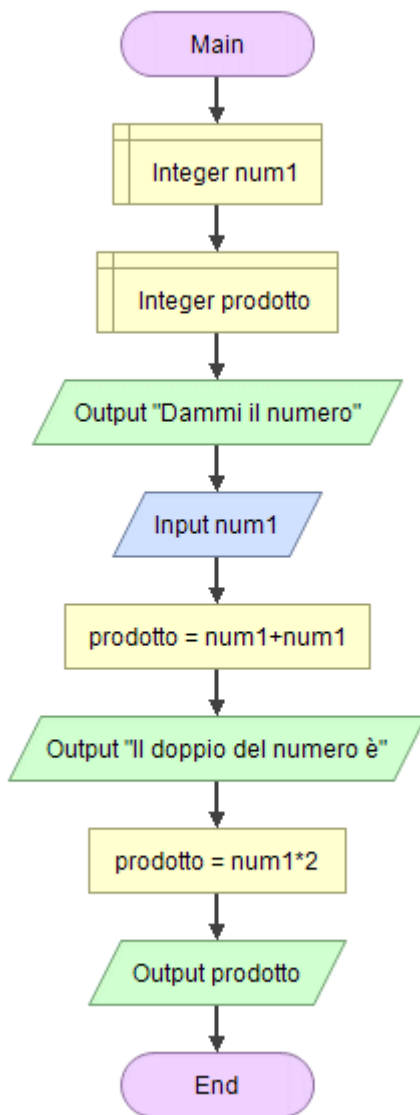 Main
Integer num1
Integer prodotto
Output "Dammi il numero"
Input num1
prodotto = num1+num1
Output "Il doppio del numero è"
prodotto = num1*2
Output prodotto
End